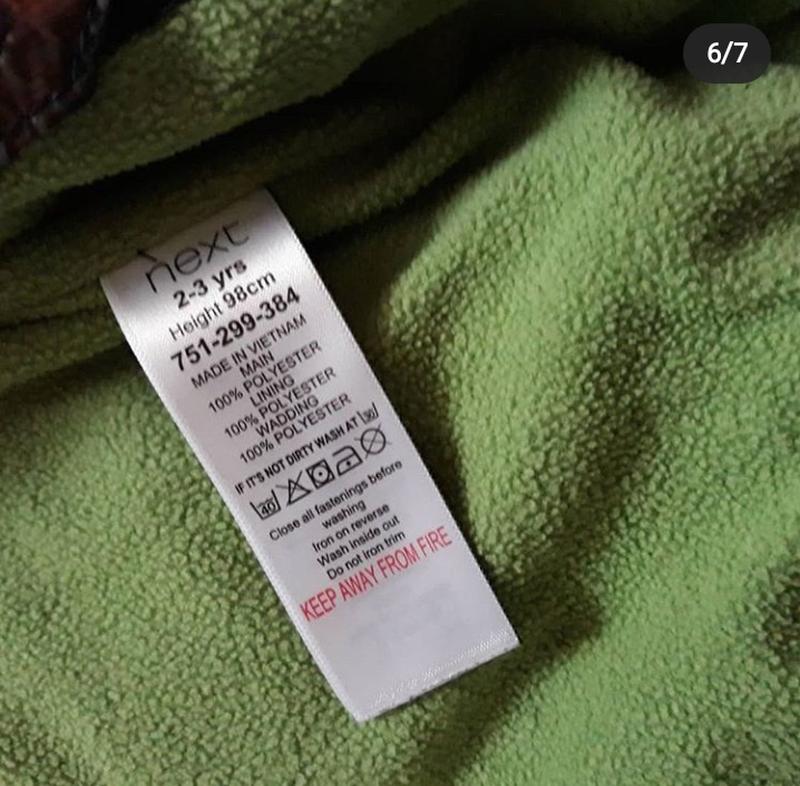 6/7
next
2-3 yrs
Height 98cm
751-299-384
MADE IN VIETNAM
MAIN
100% POLYESTER
LINING
100% POLYESTER
WADDING
100% POLYESTER
IF IT'S NOT DIRTY WASH AT 30
40
Close all fastenings before
washing
Iron on reverse
Wash inside out
Do not iron trim
KEEP AWAY FROM FIRE